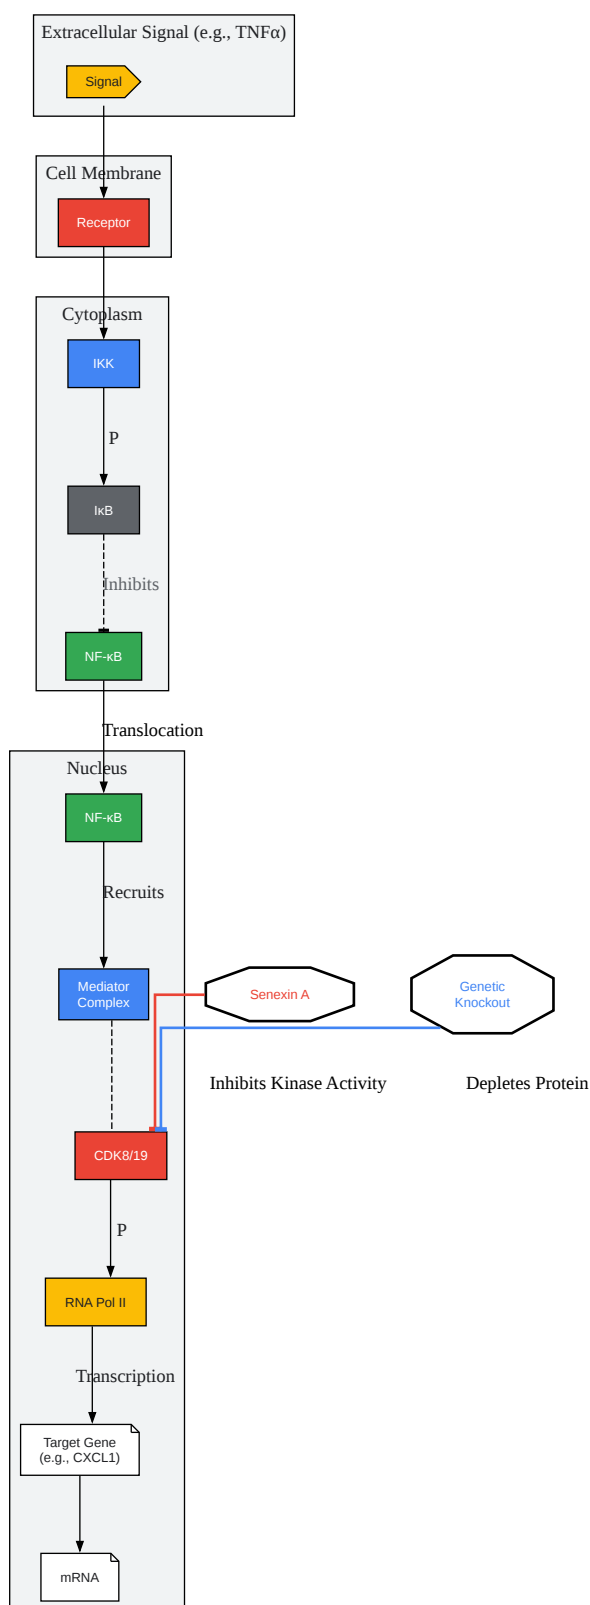 Extracellular Signal (e.g., TNFα)
Signal
Cell Membrane
Receptor
Cytoplasm
IKK
P
IκB
Inhibits
NF-κB
Translocation
Nucleus
NF-κB
Recruits
Mediator
Complex
Senexin A
Genetic
Knockout
Inhibits Kinase Activity
Depletes Protein
CDK8/19
P
RNA Pol II
Transcription
Target Gene
(e.g., CXCL1)
mRNA